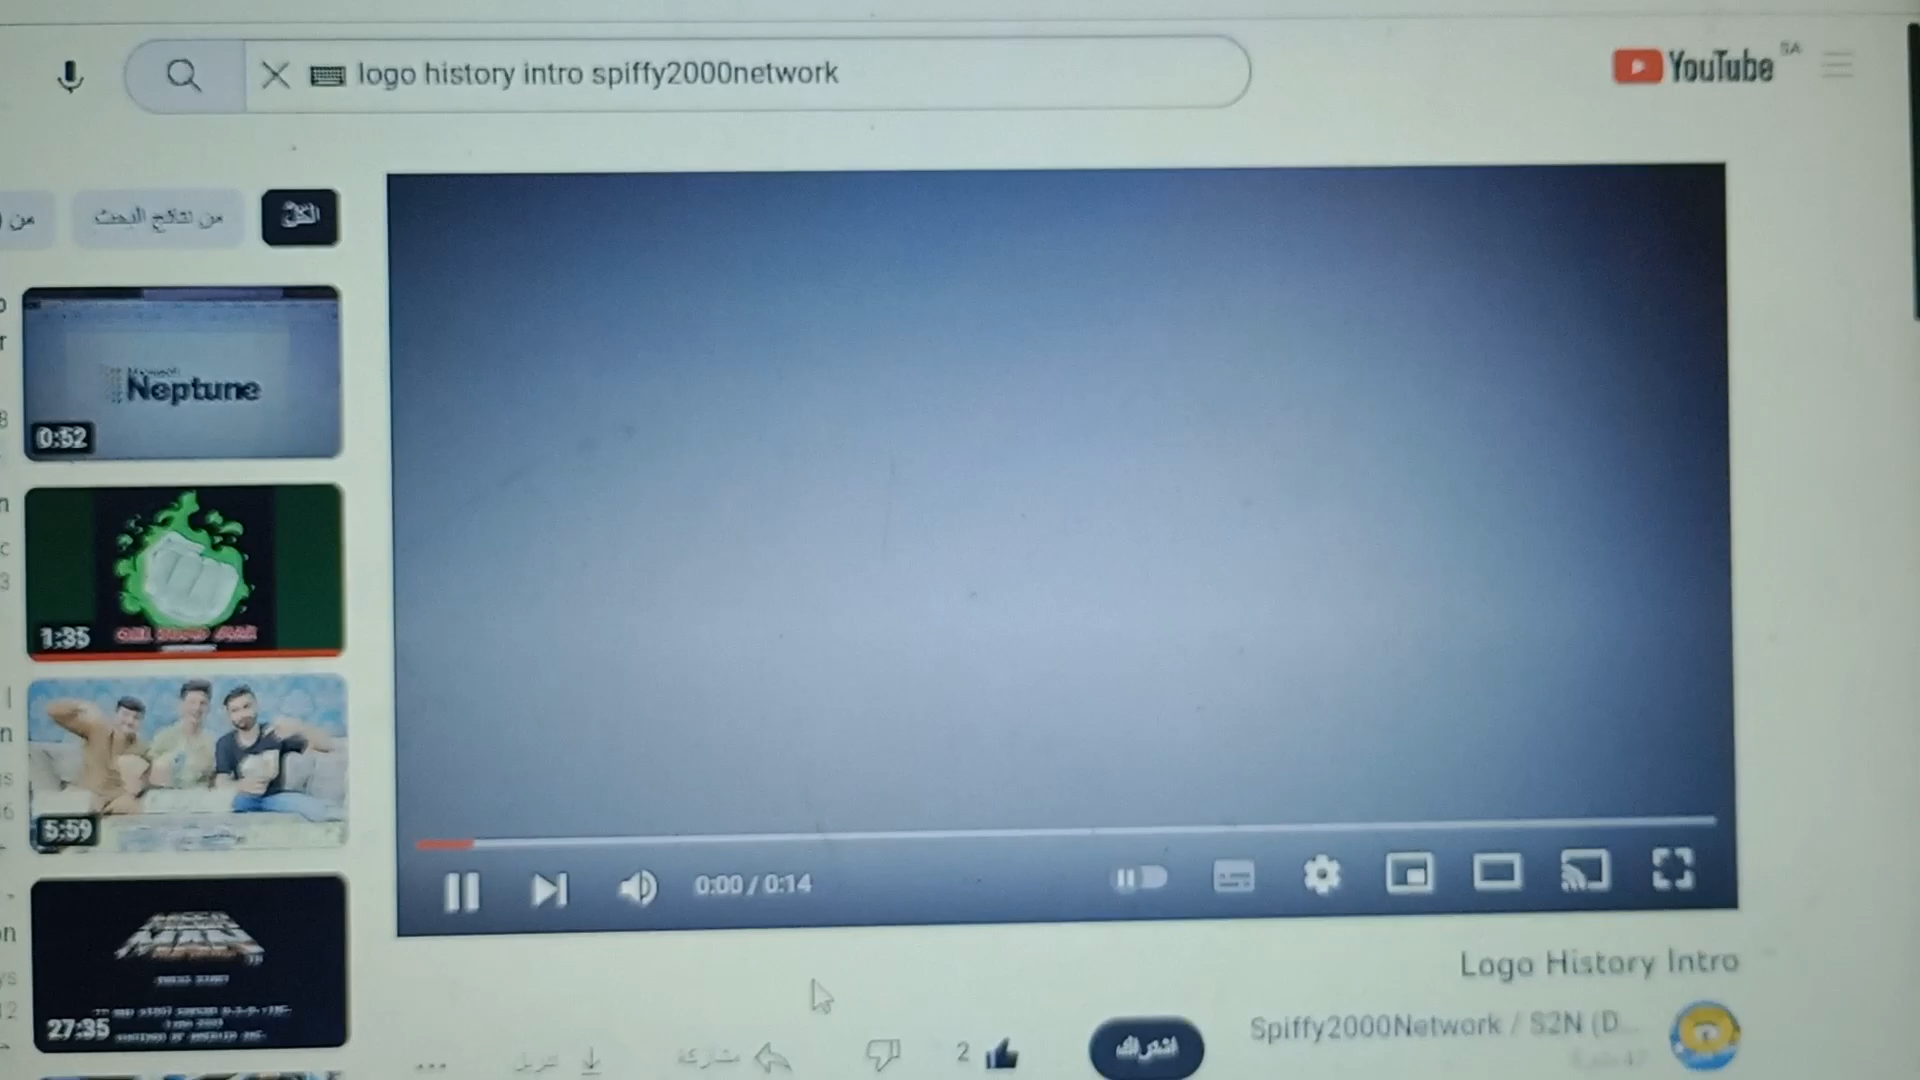 logo history intro spiffy2000network
YouTube SA
الكل
من نتائج البحث
من
Microsoft
Neptune
0:52
1:35
5:59
27:35
0:00 / 0:14
Logo History Intro
Spiffy2000Network / S2N (D...
اشتراك
2
مشاركة
تنزيل